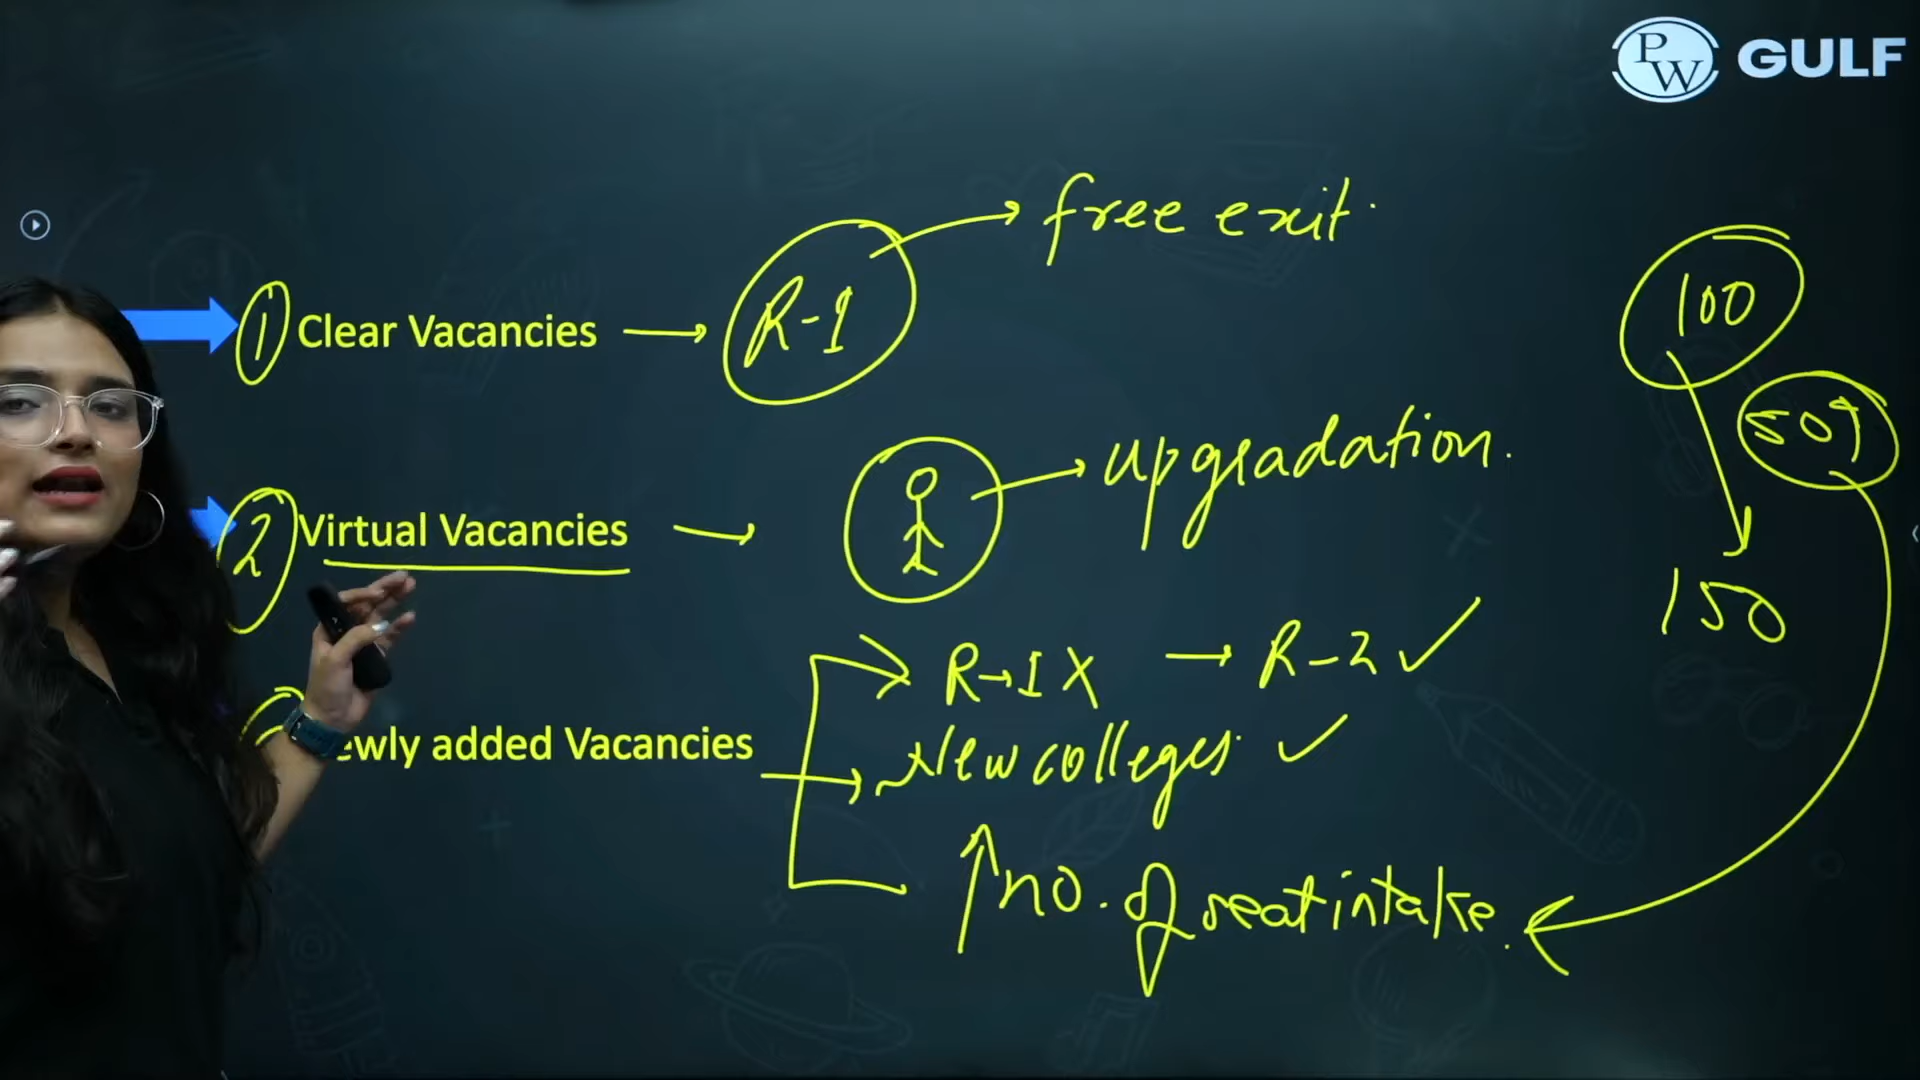 PW GULF
free exit.
1 Clear Vacancies → R-1
100
upgradation.
2 Virtual Vacancies →
150
R→1 X → R-2 ✓
ewly added Vacancies
New colleges ✓
↑ no. of seat intake.